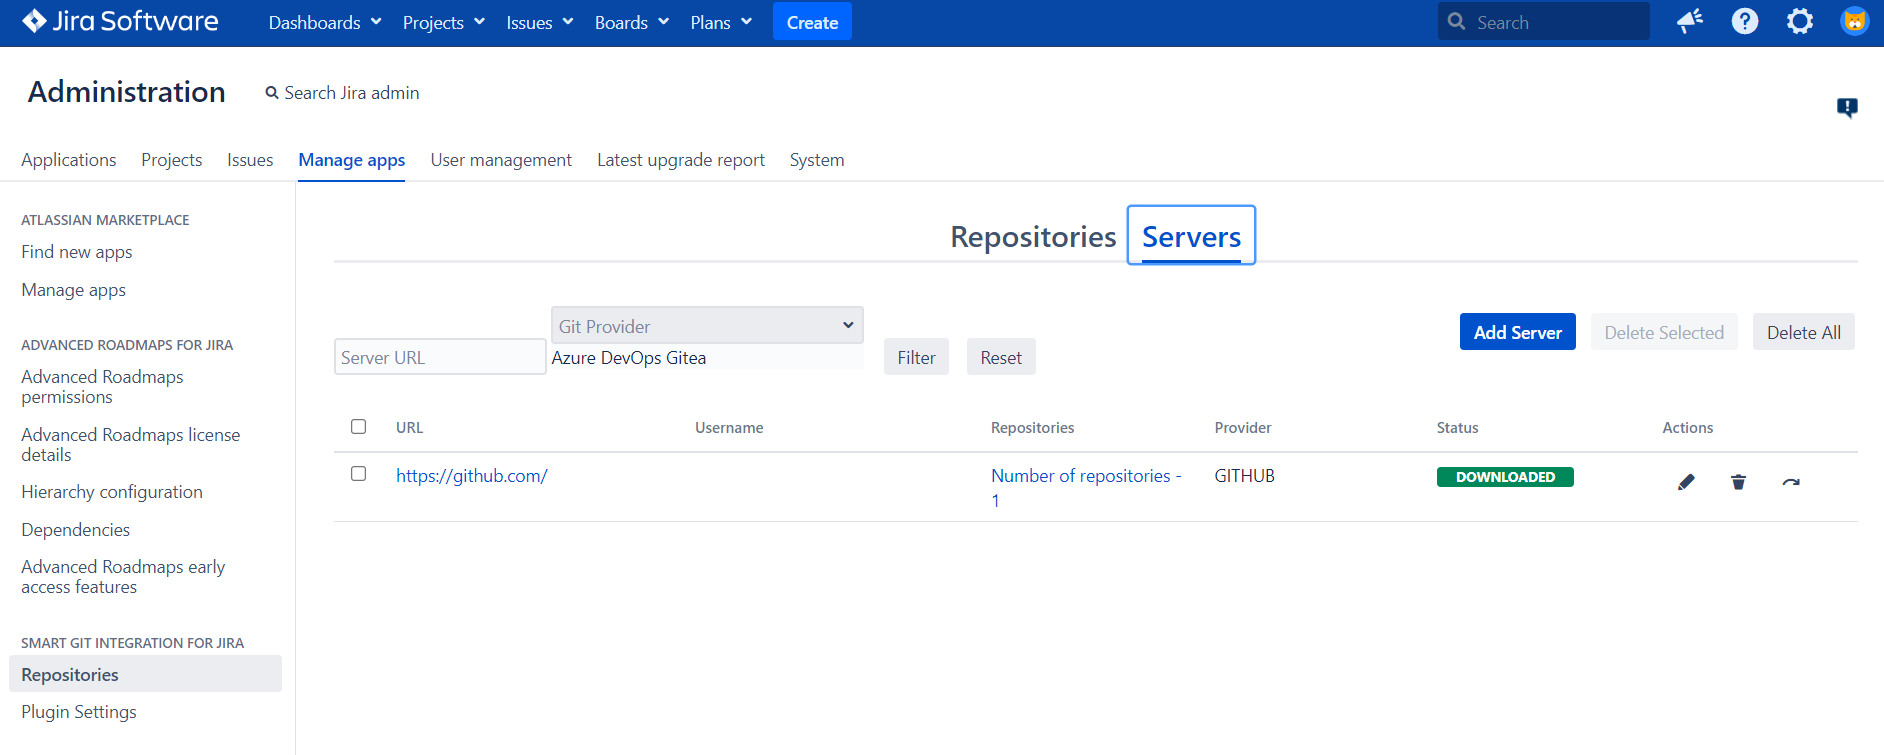 Jira Software Dashboards Projects Issues Boards Plans Create Search
Administration Search Jira admin
Applications Projects Issues Manage apps User management Latest upgrade report System
ATLASSIAN MARKETPLACE
Find new apps
Manage apps
ADVANCED ROADMAPS FOR JIRA
Advanced Roadmaps
permissions
Advanced Roadmaps license
details
Hierarchy configuration
Dependencies
Advanced Roadmaps early
access features
SMART GIT INTEGRATION FOR JIRA
Repositories
Plugin Settings
Repositories Servers
Git Provider
Server URL Azure DevOps Gitea Filter Reset
Add Server Delete Selected Delete All
URL Username Repositories Provider Status Actions
https://github.com/ Number of repositories - GITHUB DOWNLOADED
1